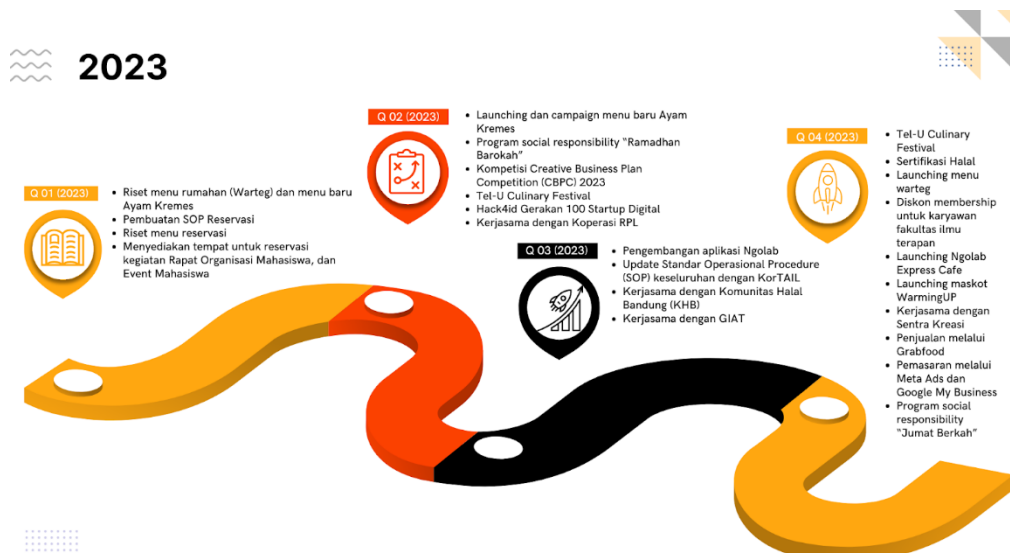 2023
Q 01 (2023)
• Riset menu rumahan (Warteg) dan menu baru
Ayam Kremes
• Pembuatan SOP Reservasi
• Riset menu reservasi
• Menyediakan tempat untuk reservasi
kegiatan Rapat Organisasi Mahasiswa, dan
Event Mahasiswa
Q 02 (2023)
• Launching dan campaign menu baru Ayam
Kremes
• Program social responsibility "Ramadhan
Barokah"
• Kompetisi Creative Business Plan
Competition (CBPC) 2023
• Tel-U Culinary Festival
• Hack4id Gerakan 100 Startup Digital
• Kerjasama dengan Koperasi RPL
Q 03 (2023)
• Pengembangan aplikasi Ngolab
• Update Standar Operasional Procedure
(SOP) keseluruhan dengan KorTAIL
• Kerjasama dengan Komunitas Halal
Bandung (KHB)
• Kerjasama dengan GIAT
Q 04 (2023)
• Tel-U Culinary
Festival
• Sertifikasi Halal
• Launching menu
warteg
• Diskon membership
untuk karyawan
fakultas ilmu
terapan
• Launching Ngolab
Express Cafe
• Launching maskot
WarmingUP
• Kerjasama dengan
Sentra Kreasi
• Penjualan melalui
Grabfood
• Pemasaran melalui
Meta Ads dan
Google My Business
• Program social
responsibility
"Jumat Berkah"